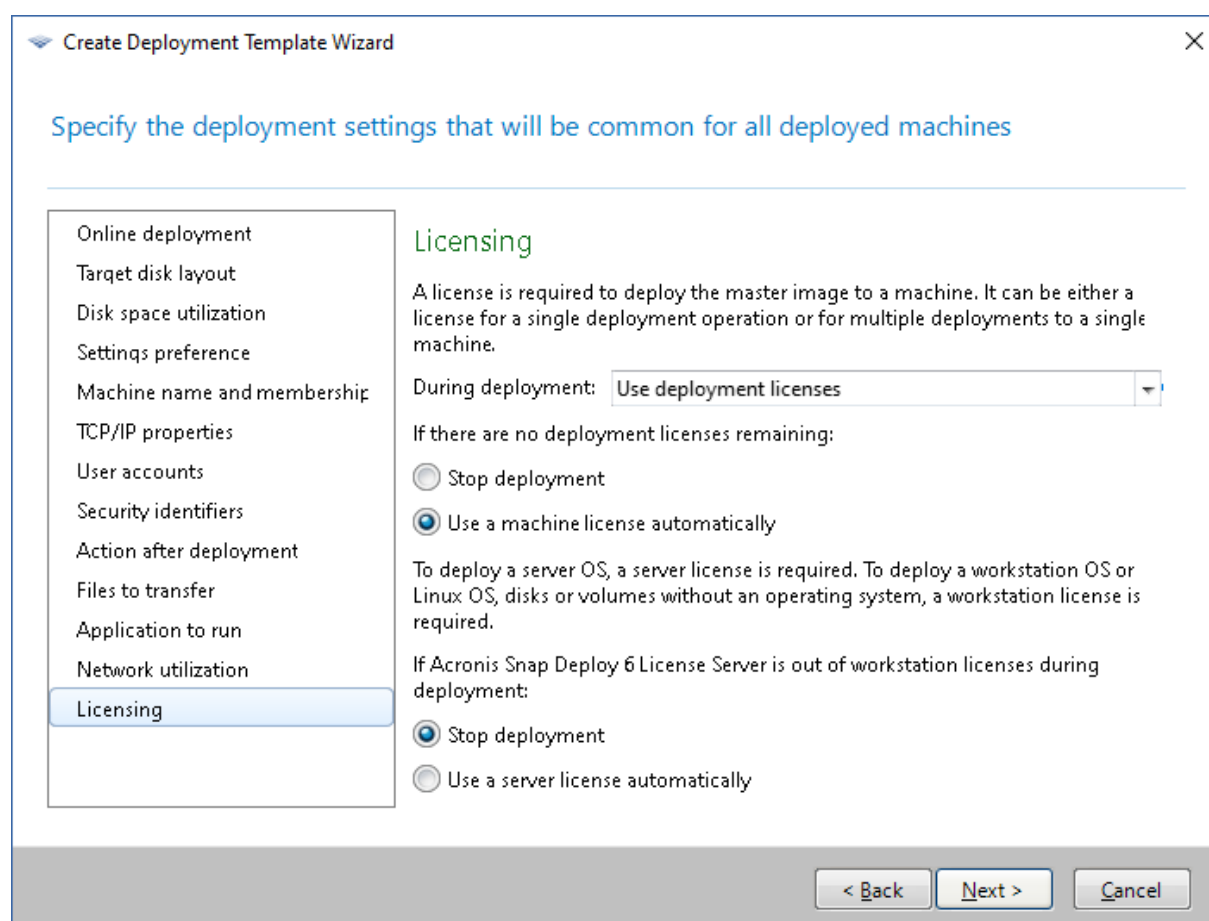 Create Deployment Template Wizard
Specify the deployment settings that will be common for all deployed machines
Online deployment
Target disk layout
Disk space utilization
Settings preference
Machine name and membership
TCP/IP properties
User accounts
Security identifiers
Action after deployment
Files to transfer
Application to run
Network utilization
Licensing
Licensing
A license is required to deploy the master image to a machine. It can be either a
license for a single deployment operation or for multiple deployments to a single
machine.
During deployment: Use deployment licenses
If there are no deployment licenses remaining:
Stop deployment
Use a machine license automatically
To deploy a server OS, a server license is required. To deploy a workstation OS or
Linux OS, disks or volumes without an operating system, a workstation license is
required.
If Acronis Snap Deploy 6 License Server is out of workstation licenses during
deployment:
Stop deployment
Use a server license automatically
< Back Next > Cancel